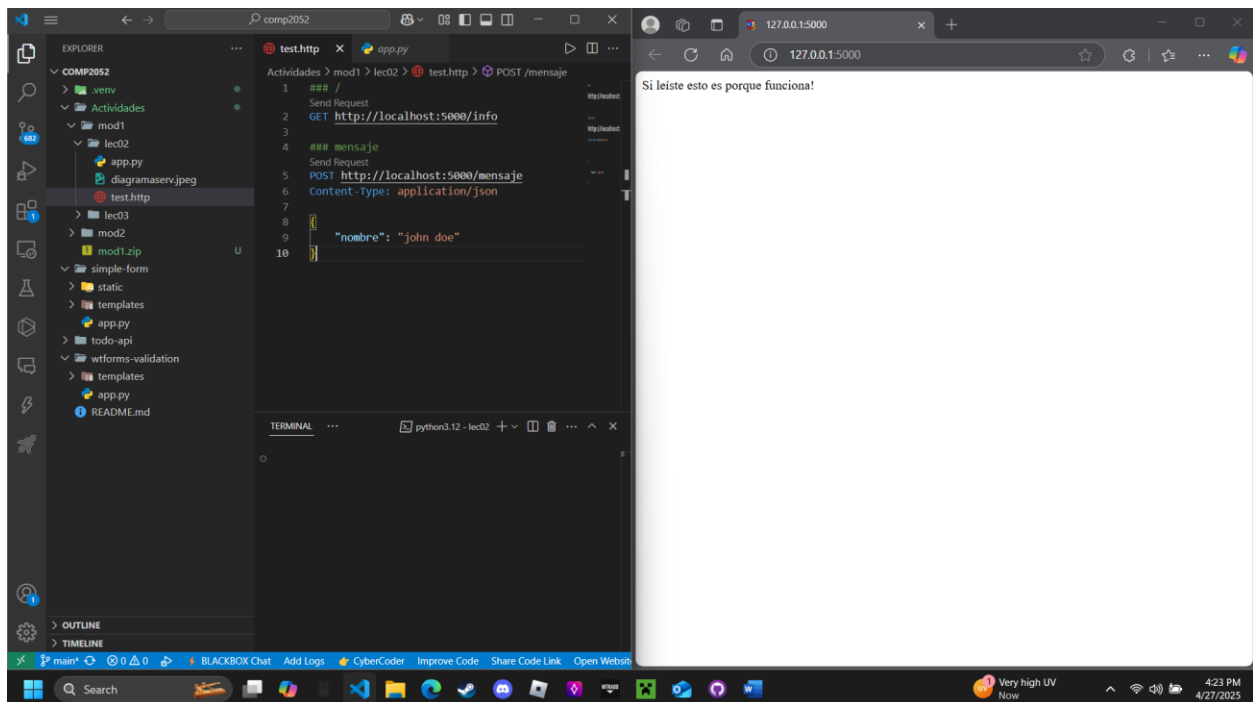 comp2052
EXPLORER
COMP2052
.venv
Actividades
mod1
lec02
app.py
diagramaserv.jpeg
test.http
lec03
mod2
mod1.zip U
simple-form
static
templates
app.py
todo-api
wtforms-validation
templates
app.py
README.md
OUTLINE
TIMELINE
682
1
1
test.http
app.py
Actividades > mod1 > lec02 > test.http > POST /mensaje
1 ### /
Send Request
2 GET http://localhost:5000/info
3
4 ### mensaje
Send Request
5 POST http://localhost:5000/mensaje
6 Content-Type: application/json
7
8 {
9 "nombre": "john doe"
10 }
TERMINAL
python3.12 - lec02
main*
0 0
BLACKBOX Chat
Add Logs
CyberCoder
Improve Code
Share Code Link
Open Websit
127.0.0.1:5000
127.0.0.1:5000
Si leiste esto es porque funciona!
Search
NITRADO
1
Very high UV
Now
4:23 PM
4/27/2025